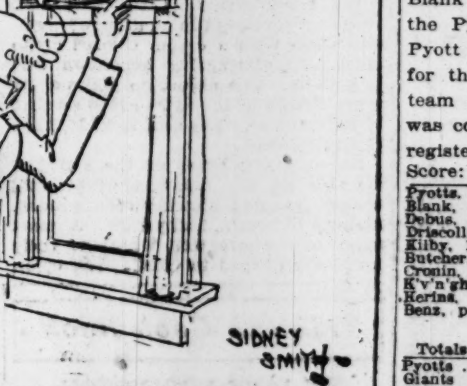 SIDNEY
SMITH
Blank
the P
Pyott
for th
team
was co
registe
Score:
Pyotts.
Blank,
Debus,
Driscoll
Kilby,
Butcher
Cronin,
K'v'n'gh
Kerins,
Benz, p
Totals
Pyotts
Giants